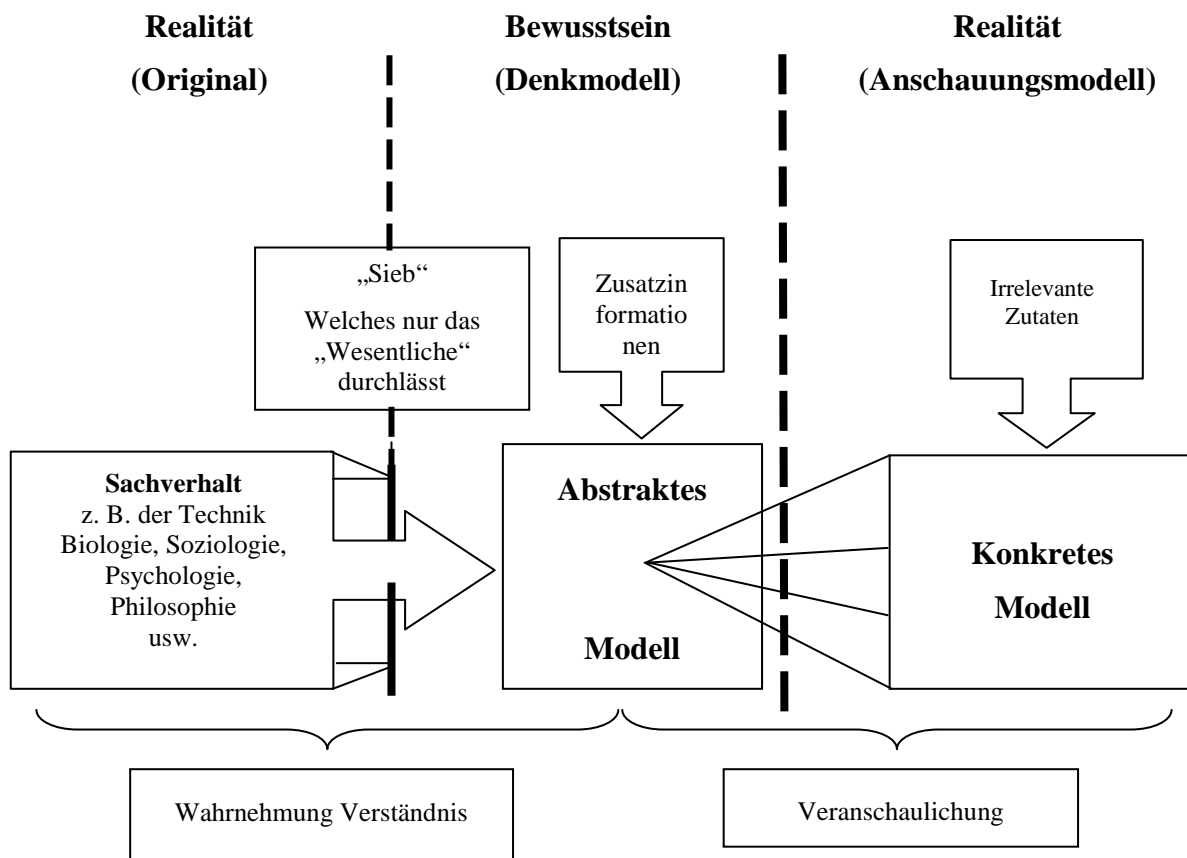 Realität
(Original)
Bewusstsein
(Denkmodell)
Realität
(Anschauungsmodell)
„Sieb“
Welches nur das
„Wesentliche“
durchlässt
Zusatzin
formatio
nen
Irrelevante
Zutaten
Sachverhalt
z. B. der Technik
Biologie, Soziologie,
Psychologie,
Philosophie
usw.
Abstraktes
Modell
Konkretes
Modell
Wahrnehmung Verständnis
Veranschaulichung